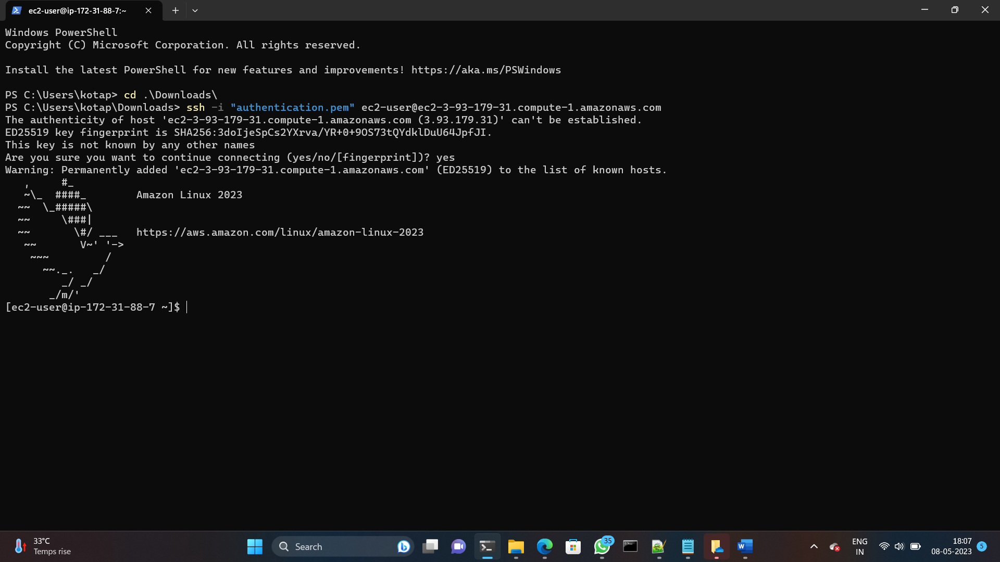 ec2-user@ip-172-31-88-7:~
Windows PowerShell
Copyright (C) Microsoft Corporation. All rights reserved.
Install the latest PowerShell for new features and improvements! https://aka.ms/PSWindows
PS C:\Users\kotap> cd .\Downloads\
PS C:\Users\kotap\Downloads> ssh -i "authentication.pem" ec2-user@ec2-3-93-179-31.compute-1.amazonaws.com
The authenticity of host 'ec2-3-93-179-31.compute-1.amazonaws.com (3.93.179.31)' can't be established.
ED25519 key fingerprint is SHA256:3doIjeSpCs2YXrva/YR+0+9OS73tQYdklDuU64JpfJI.
This key is not known by any other names
Are you sure you want to continue connecting (yes/no/[fingerprint])? yes
Warning: Permanently added 'ec2-3-93-179-31.compute-1.amazonaws.com' (ED25519) to the list of known hosts.
   ,     #_
   ~\_  ####_        Amazon Linux 2023
  ~~  \_#####\
  ~~     \###|
  ~~       \#/ ___   https://aws.amazon.com/linux/amazon-linux-2023
   ~~       V~' '->
    ~~~         /
      ~~._.   _/
         _/ _/
       _/m/'
[ec2-user@ip-172-31-88-7 ~]$
33°C
Temps rise
Search
35
W
ENG
IN
18:07
08-05-2023
5